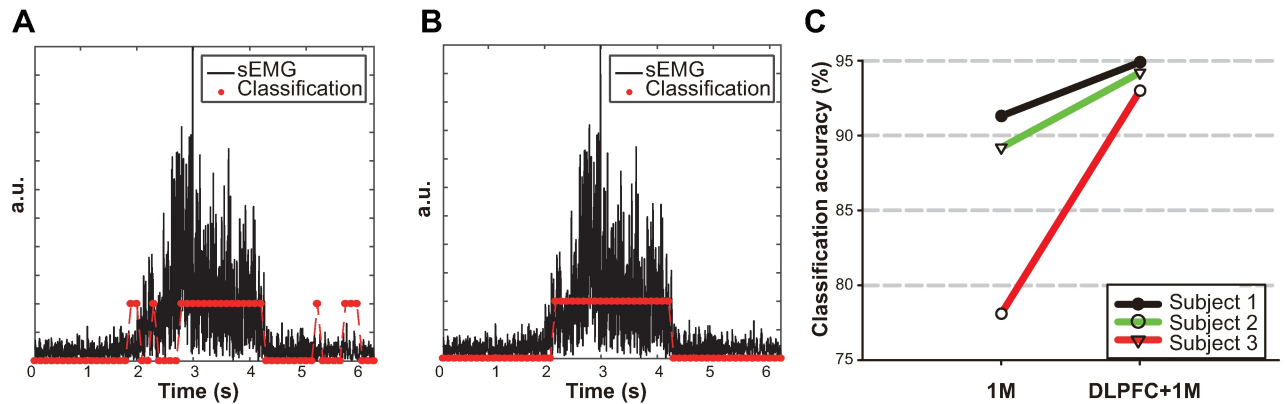 A
sEMG
Classification
a.u.
0 1 2 3 4 5 6
Time (s)
B
sEMG
Classification
a.u.
0 1 2 3 4 5 6
Time (s)
C
Classification accuracy (%)
95
90
85
80
75
Subject 1
Subject 2
Subject 3
1M DLPFC+1M